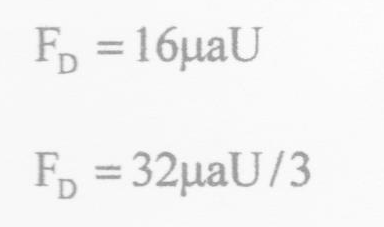 F_D = 16μaU
F_D = 32μaU/3